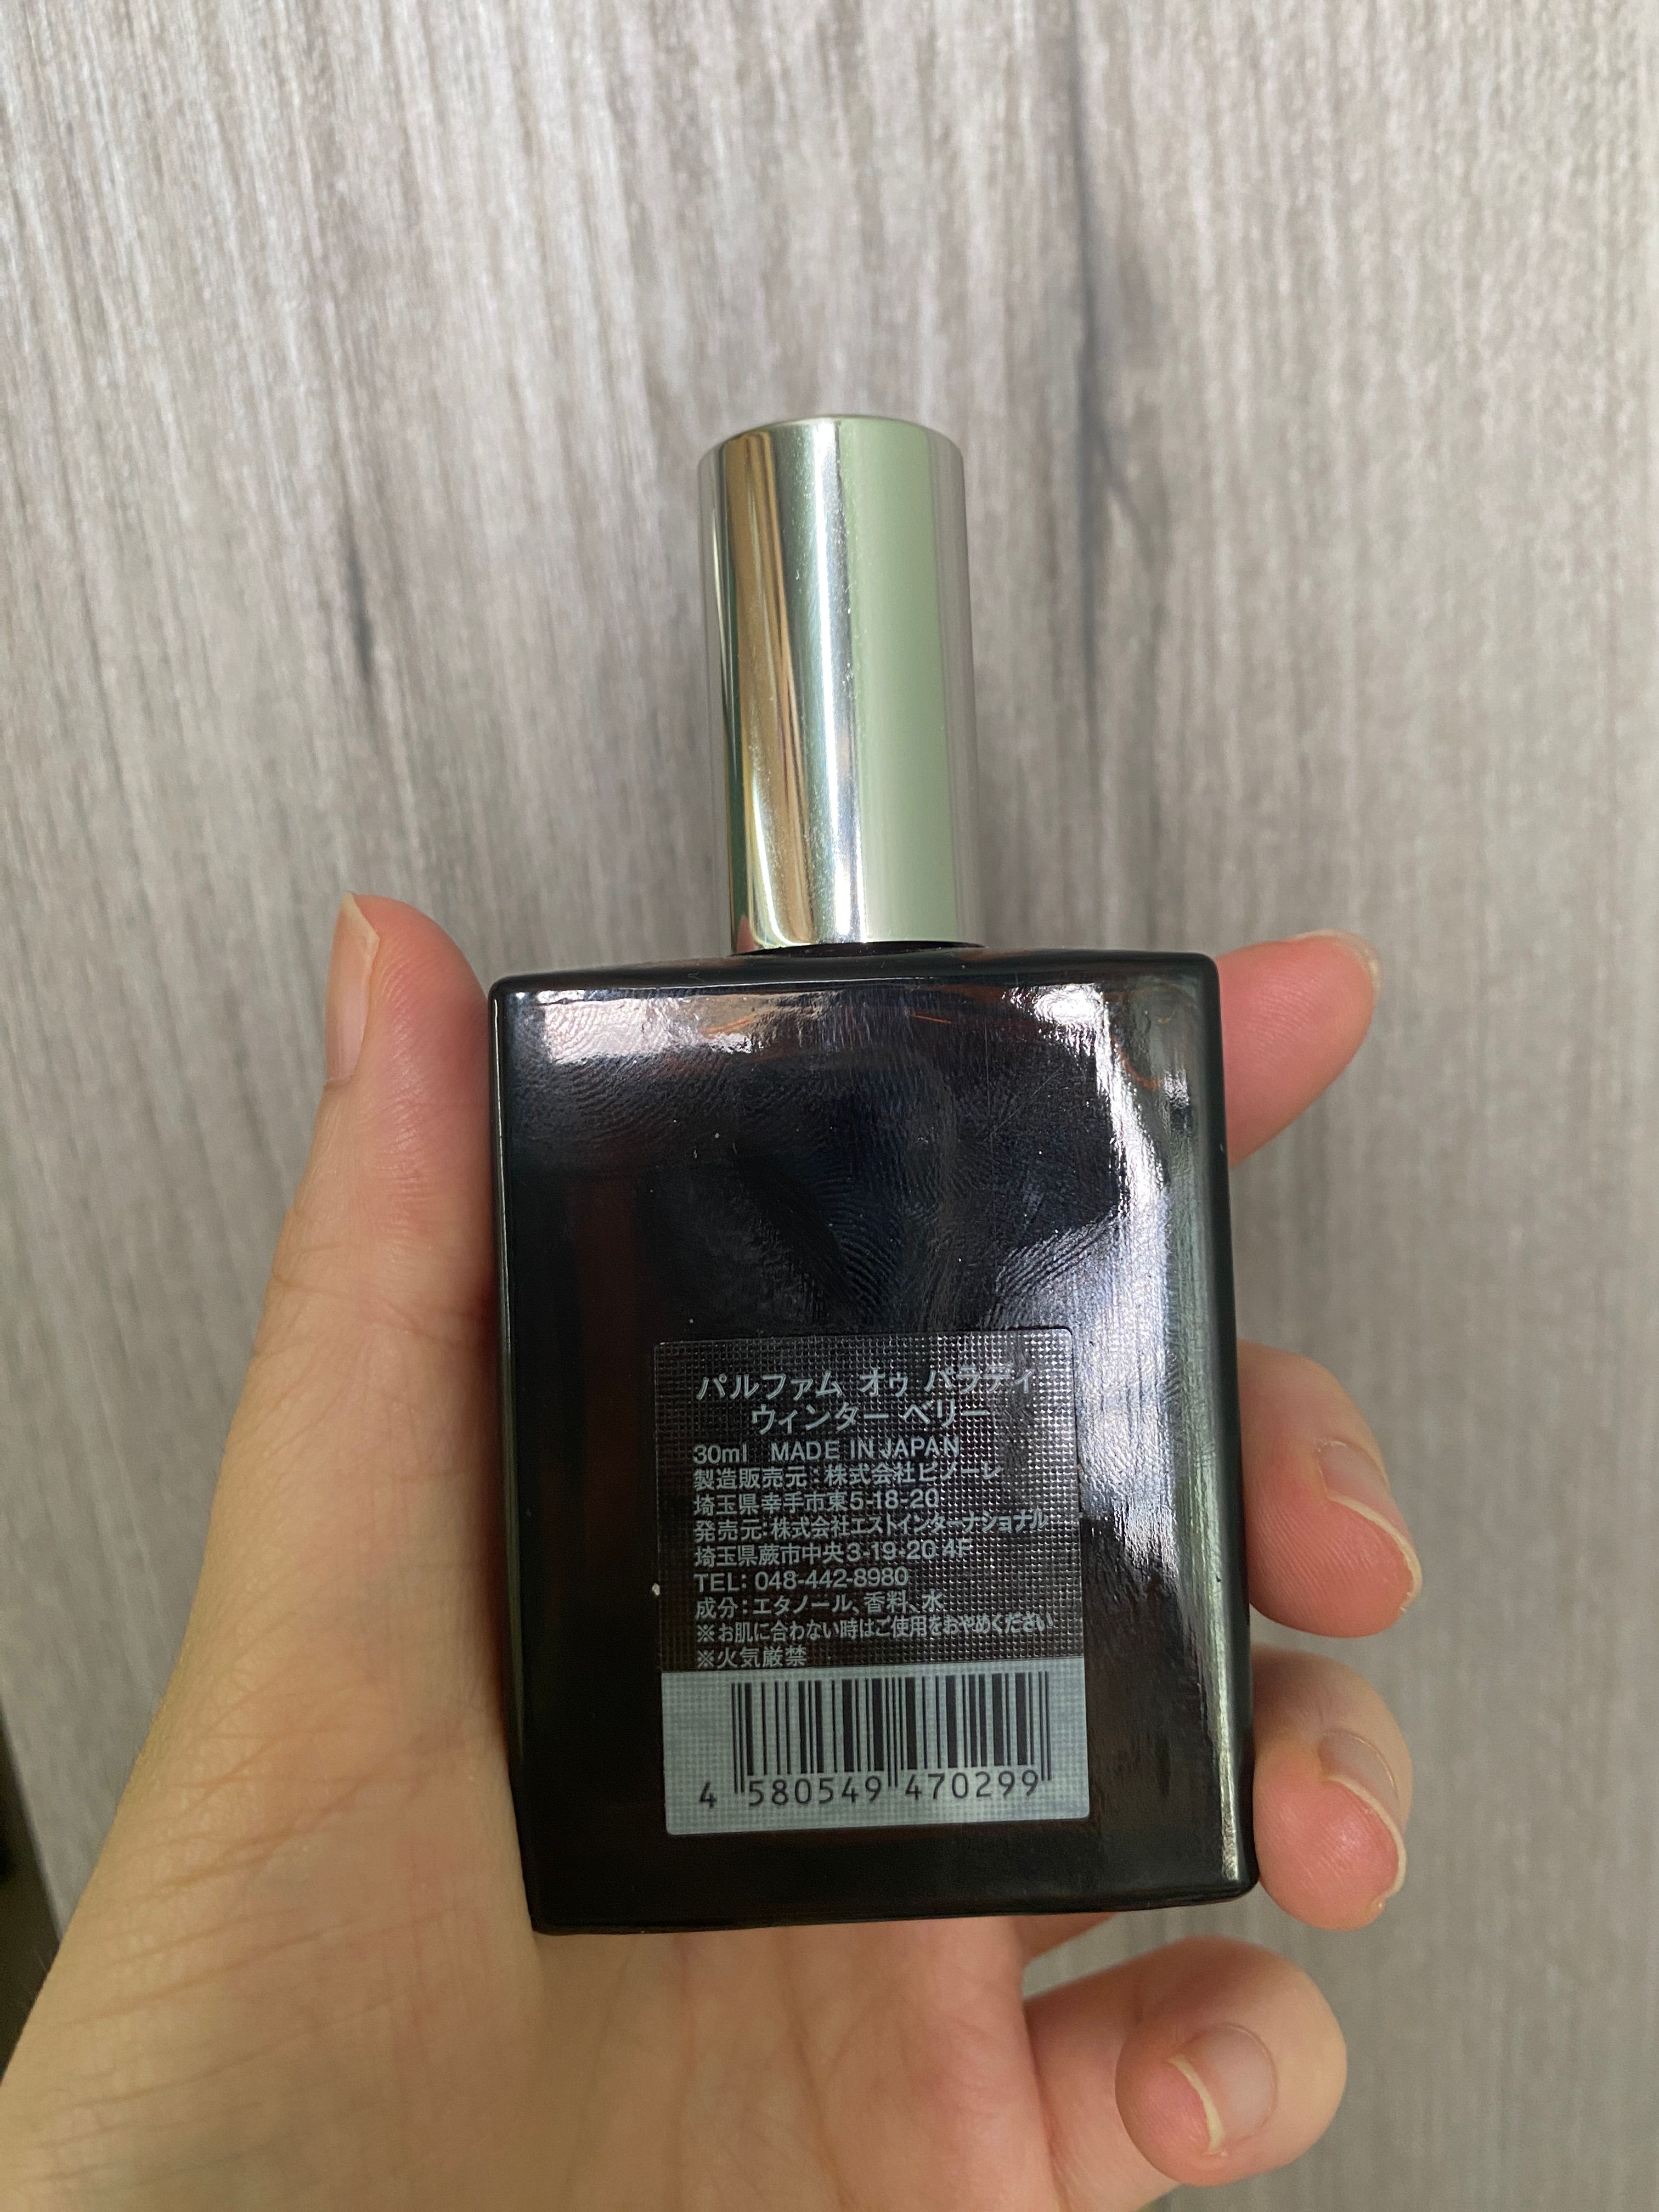 パルファム オゥ パラディ
ウィンター ベリー
30ml MADE IN JAPAN
製造販売元：株式会社ピノーレ
埼玉県幸手市東5-18-20
発売元：株式会社エストインターナショナル
埼玉県蕨市中央3-19-20 4F
TEL：048-442-8980
成分：エタノール、香料、水
※お肌に合わない時はご使用をおやめください
※火気厳禁
4 580549 470299